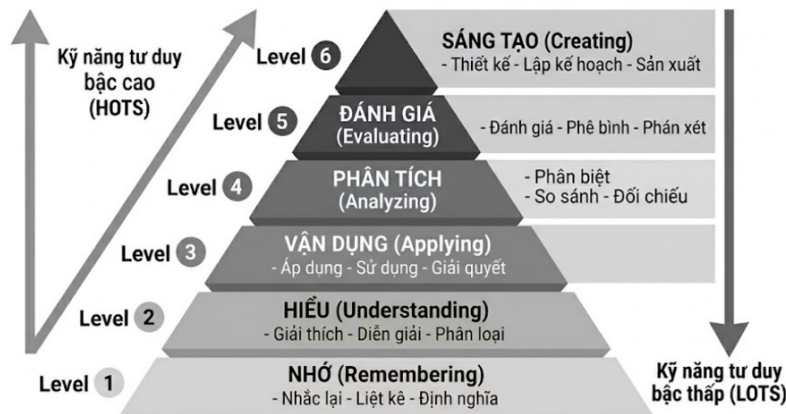 Kỹ năng tư duy
bậc cao
(HOTS)
Level 6
SÁNG TẠO (Creating)
- Thiết kế - Lập kế hoạch - Sản xuất
Level 5
ĐÁNH GIÁ
(Evaluating)
- Đánh giá - Phê bình - Phán xét
Level 4
PHÂN TÍCH
(Analyzing)
- Phân biệt
- So sánh - Đối chiếu
Level 3
VẬN DỤNG (Applying)
- Áp dụng - Sử dụng - Giải quyết
Level 2
HIỂU (Understanding)
- Giải thích - Diễn giải - Phân loại
Level 1
NHỚ (Remembering)
- Nhắc lại - Liệt kê - Định nghĩa
Kỹ năng tư duy
bậc thấp (LOTS)